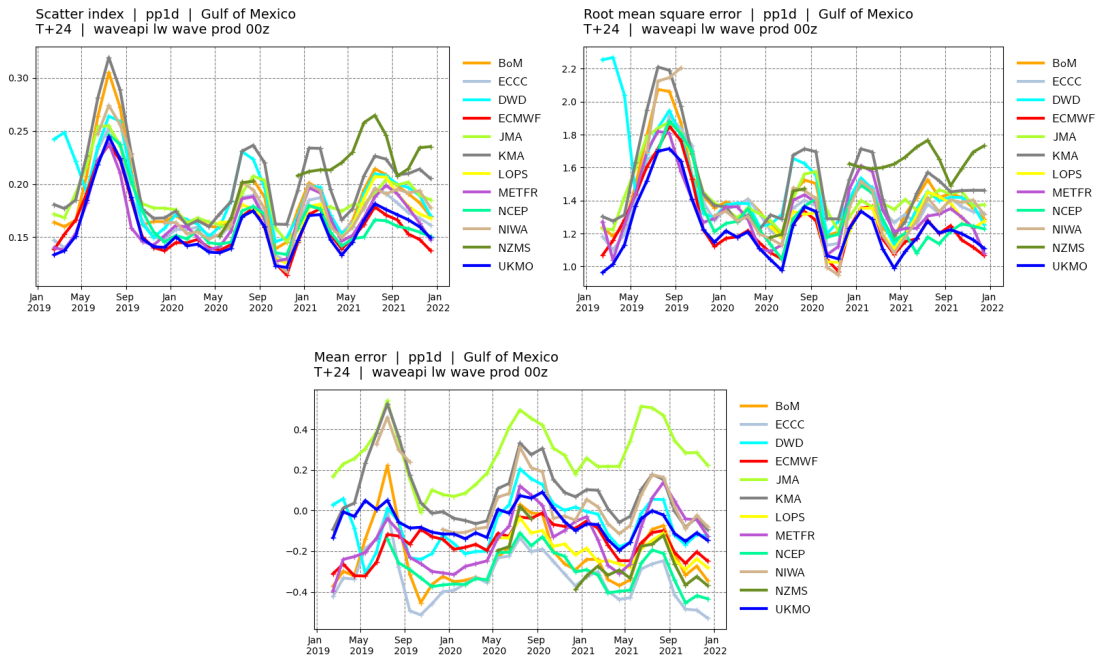 Scatter index | pp1d | Gulf of Mexico
T+24 | waveapi lw wave prod 00z
0.30
0.25
0.20
0.15
Jan
2019
May
2019
Sep
2019
Jan
2020
May
2020
Sep
2020
Jan
2021
May
2021
Sep
2021
Jan
2022
BoM
ECCC
DWD
ECMWF
JMA
KMA
LOPS
METFR
NCEP
NIWA
NZMS
UKMO
Root mean square error | pp1d | Gulf of Mexico
T+24 | waveapi lw wave prod 00z
2.2
2.0
1.8
1.6
1.4
1.2
1.0
Jan
2019
May
2019
Sep
2019
Jan
2020
May
2020
Sep
2020
Jan
2021
May
2021
Sep
2021
Jan
2022
BoM
ECCC
DWD
ECMWF
JMA
KMA
LOPS
METFR
NCEP
NIWA
NZMS
UKMO
Mean error | pp1d | Gulf of Mexico
T+24 | waveapi lw wave prod 00z
0.4
0.2
0.0
−0.2
−0.4
Jan
2019
May
2019
Sep
2019
Jan
2020
May
2020
Sep
2020
Jan
2021
May
2021
Sep
2021
Jan
2022
BoM
ECCC
DWD
ECMWF
JMA
KMA
LOPS
METFR
NCEP
NIWA
NZMS
UKMO